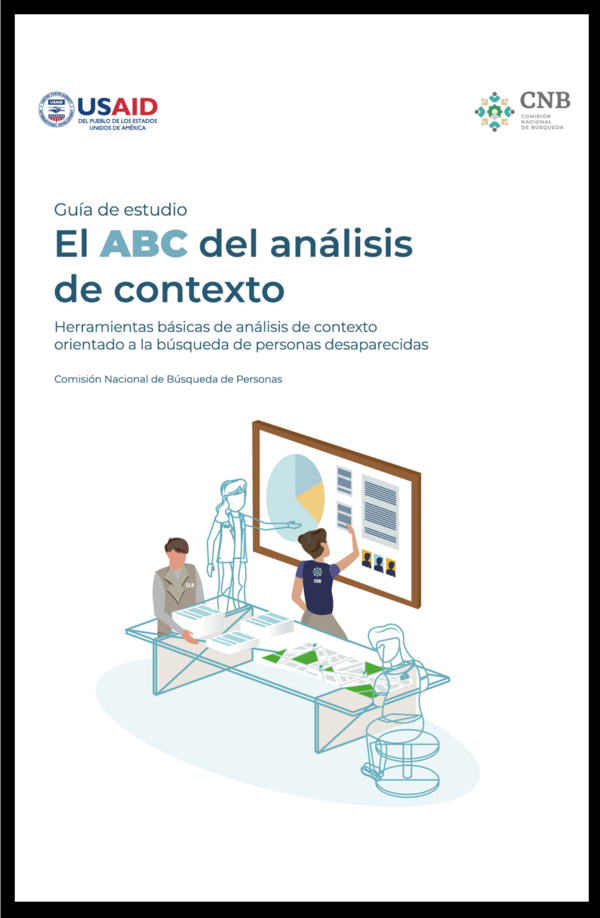 USAID
DEL PUEBLO DE LOS ESTADOS
UNIDOS DE AMÉRICA
CNB
COMISIÓN
NACIONAL
DE BÚSQUEDA
Guía de estudio
El ABC del análisis
de contexto
Herramientas básicas de análisis de contexto
orientado a la búsqueda de personas desaparecidas
Comisión Nacional de Búsqueda de Personas
CNB